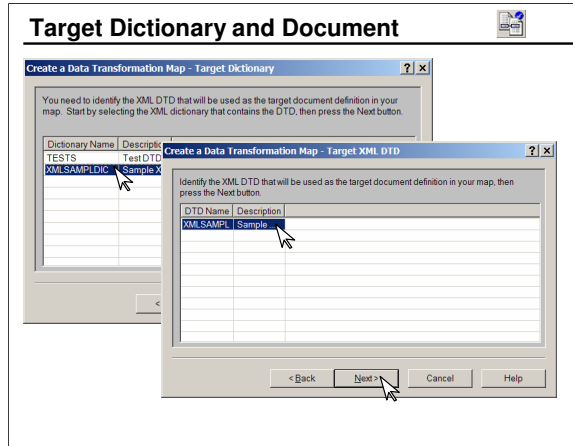 Target Dictionary and Document
Create a Data Transformation Map - Target Dictionary
You need to identify the XML DTD that will be used as the target document definition in your
map. Start by selecting the XML dictionary that contains the DTD, then press the Next button.
Dictionary Name Descriptio
TESTS Test DTD
XMLSAMPLDIC Sample X
<
Create a Data Transformation Map - Target XML DTD
Identify the XML DTD that will be used as the target document definition in your map, then
press the Next button.
DTD Name Description
XMLSAMPL Sample ...
< Back Next > Cancel Help